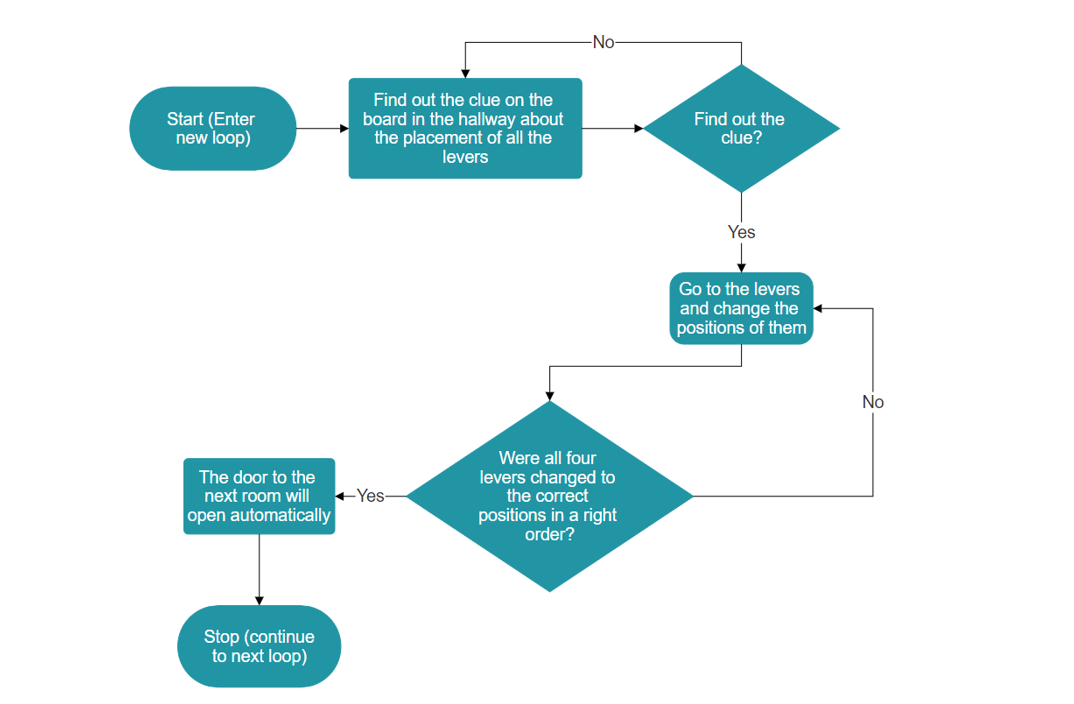 No
Start (Enter
new loop)
Find out the clue on the
board in the hallway about
the placement of all the
levers
Find out the
clue?
Yes
Go to the levers
and change the
positions of them
No
Were all four
levers changed to
the correct
positions in a right
order?
Yes
The door to the
next room will
open automatically
Stop (continue
to next loop)